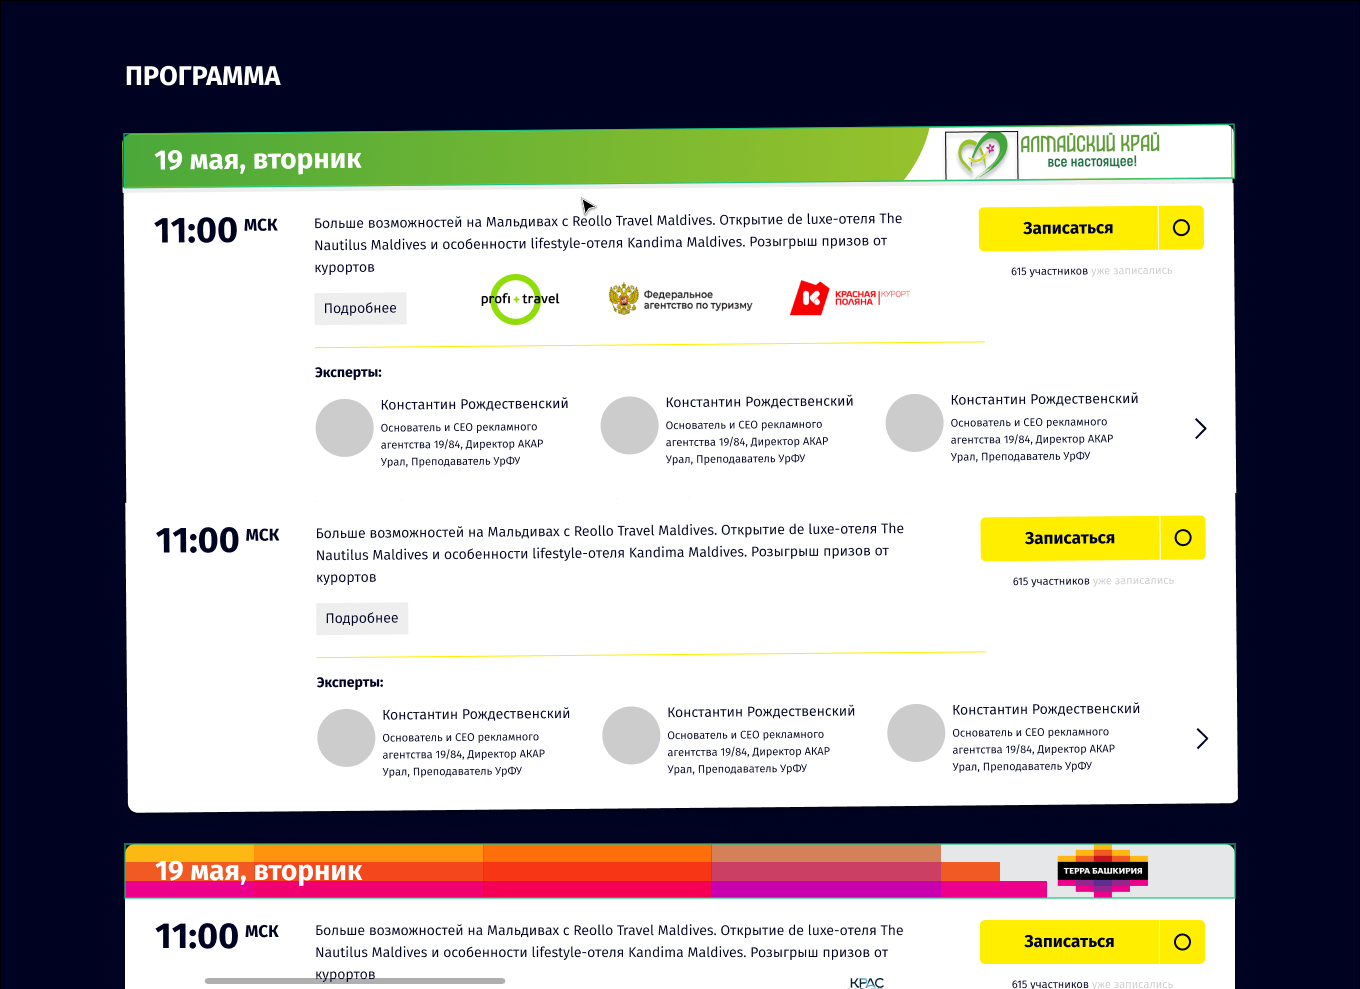 ПРОГРАММА
19 мая, вторник
АЛТАЙСКИЙ КРАЙ
все настоящее!
11:00 МСК
Больше возможностей на Мальдивах с Reollo Travel Maldives. Открытие de luxe-отеля The
Nautilus Maldives и особенности lifestyle-отеля Kandima Maldives. Розыгрыш призов от
курортов
Записаться
615 участников уже записались
Подробнее
profi+travel
Федеральное
агентство по туризму
КРАСНАЯ
ПОЛЯНА
КУРОРТ
Эксперты:
Константин Рождественский
Основатель и CEO рекламного
агентства 19/84, Директор АКАР
Урал, Преподаватель УрФУ
Константин Рождественский
Основатель и CEO рекламного
агентства 19/84, Директор АКАР
Урал, Преподаватель УрФУ
Константин Рождественский
Основатель и CEO рекламного
агентства 19/84, Директор АКАР
Урал, Преподаватель УрФУ
11:00 МСК
Больше возможностей на Мальдивах с Reollo Travel Maldives. Открытие de luxe-отеля The
Nautilus Maldives и особенности lifestyle-отеля Kandima Maldives. Розыгрыш призов от
курортов
Записаться
615 участников уже записались
Подробнее
Эксперты:
Константин Рождественский
Основатель и CEO рекламного
агентства 19/84, Директор АКАР
Урал, Преподаватель УрФУ
Константин Рождественский
Основатель и CEO рекламного
агентства 19/84, Директор АКАР
Урал, Преподаватель УрФУ
Константин Рождественский
Основатель и CEO рекламного
агентства 19/84, Директор АКАР
Урал, Преподаватель УрФУ
19 мая, вторник
ТЕРРА БАШКИРИЯ
11:00 МСК
Больше возможностей на Мальдивах с Reollo Travel Maldives. Открытие de luxe-отеля The
Nautilus Maldives и особенности lifestyle-отеля Kandima Maldives. Розыгрыш призов от
курортов
Записаться
615 участников уже записались
КРАС